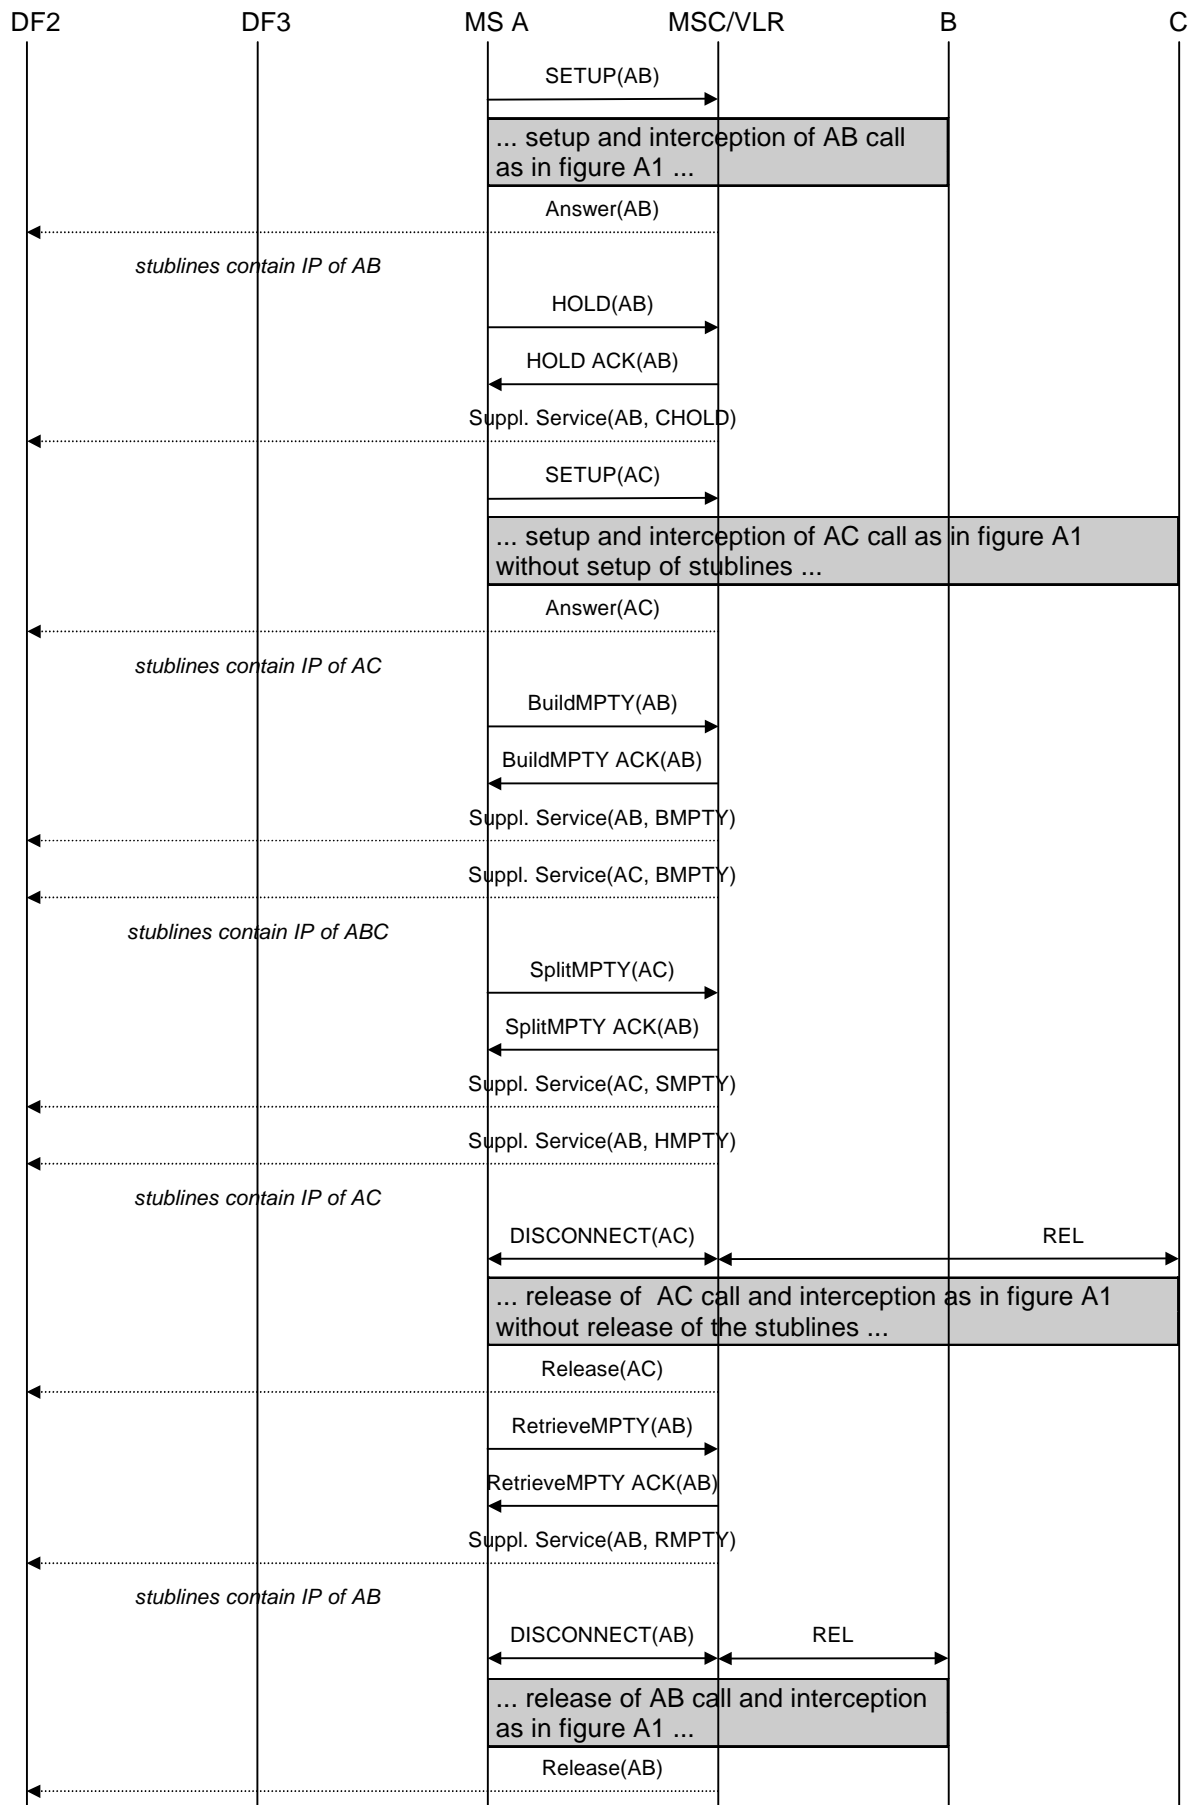 DF2 DF3 MS A MSC/VLR B C
SETUP(AB)
... setup and interception of AB call
as in figure A1 ...
Answer(AB)
stublines contain IP of AB
HOLD(AB)
HOLD ACK(AB)
Suppl. Service(AB, CHOLD)
SETUP(AC)
... setup and interception of AC call as in figure A1
without setup of stublines ...
Answer(AC)
stublines contain IP of AC
BuildMPTY(AB)
BuildMPTY ACK(AB)
Suppl. Service(AB, BMPTY)
Suppl. Service(AC, BMPTY)
stublines contain IP of ABC
SplitMPTY(AC)
SplitMPTY ACK(AB)
Suppl. Service(AC, SMPTY)
Suppl. Service(AB, HMPTY)
stublines contain IP of AC
DISCONNECT(AC) REL
... release of  AC call and interception as in figure A1
without release of the stublines ...
Release(AC)
RetrieveMPTY(AB)
RetrieveMPTY ACK(AB)
Suppl. Service(AB, RMPTY)
stublines contain IP of AB
DISCONNECT(AB) REL
... release of AB call and interception
as in figure A1 ...
Release(AB)